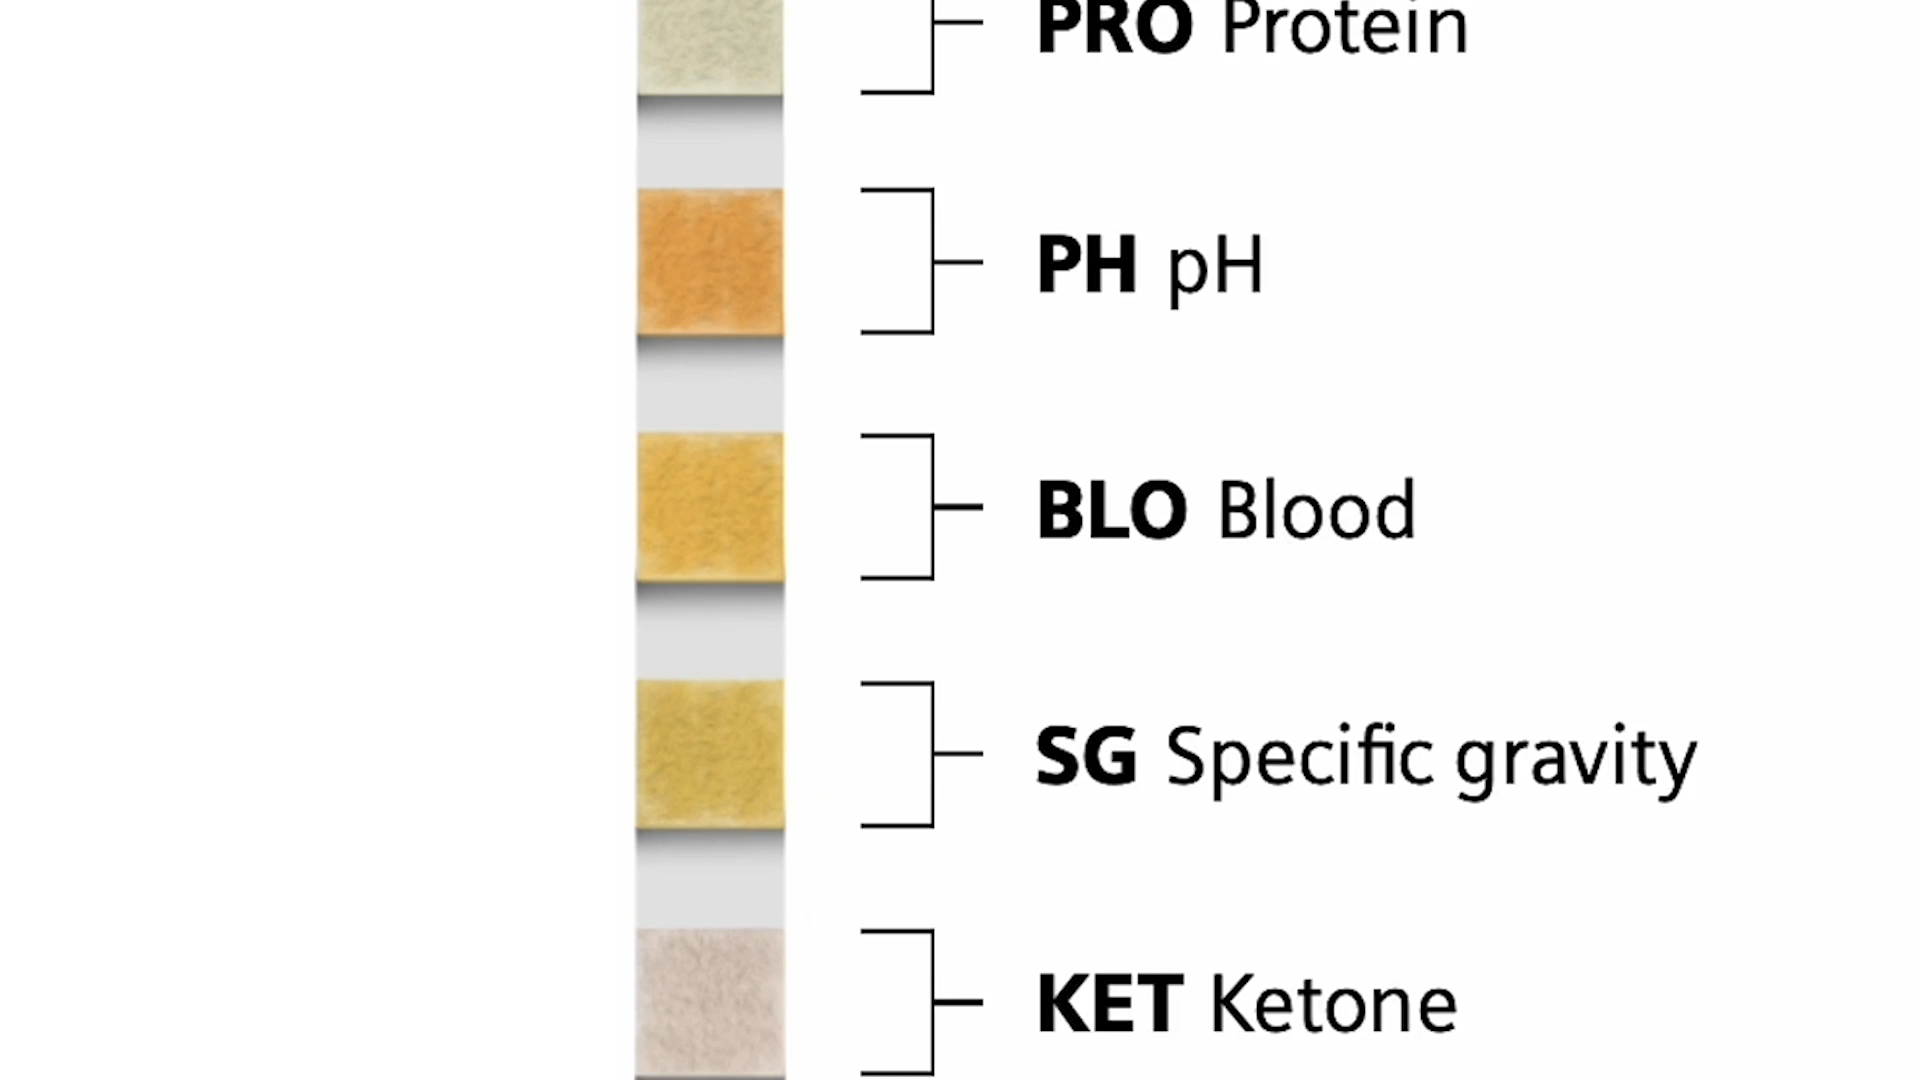 PRO Protein
PH pH
BLO Blood
SG Specific gravity
KET Ketone